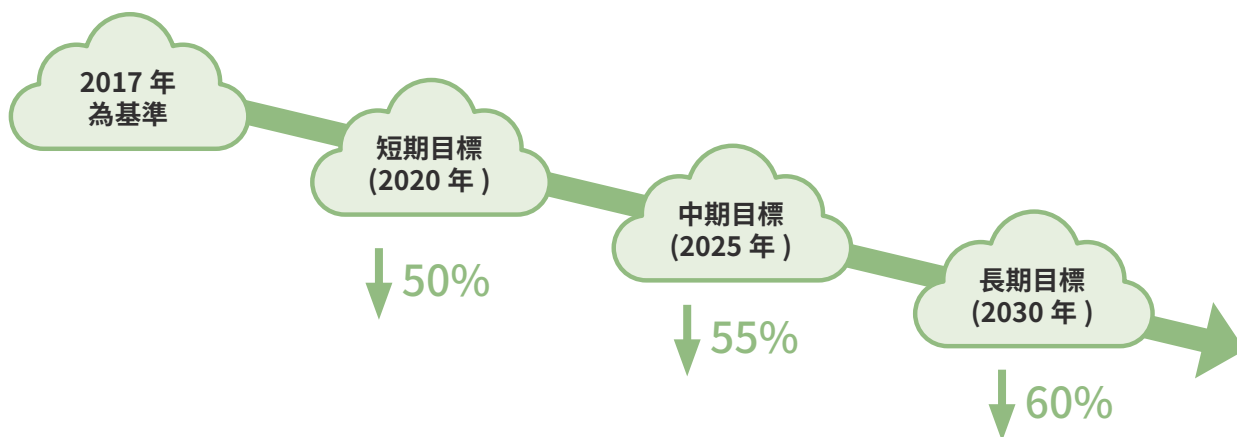 2017 年
為基準
短期目標
(2020 年 )
50%
中期目標
(2025 年 )
55%
長期目標
(2030 年 )
60%